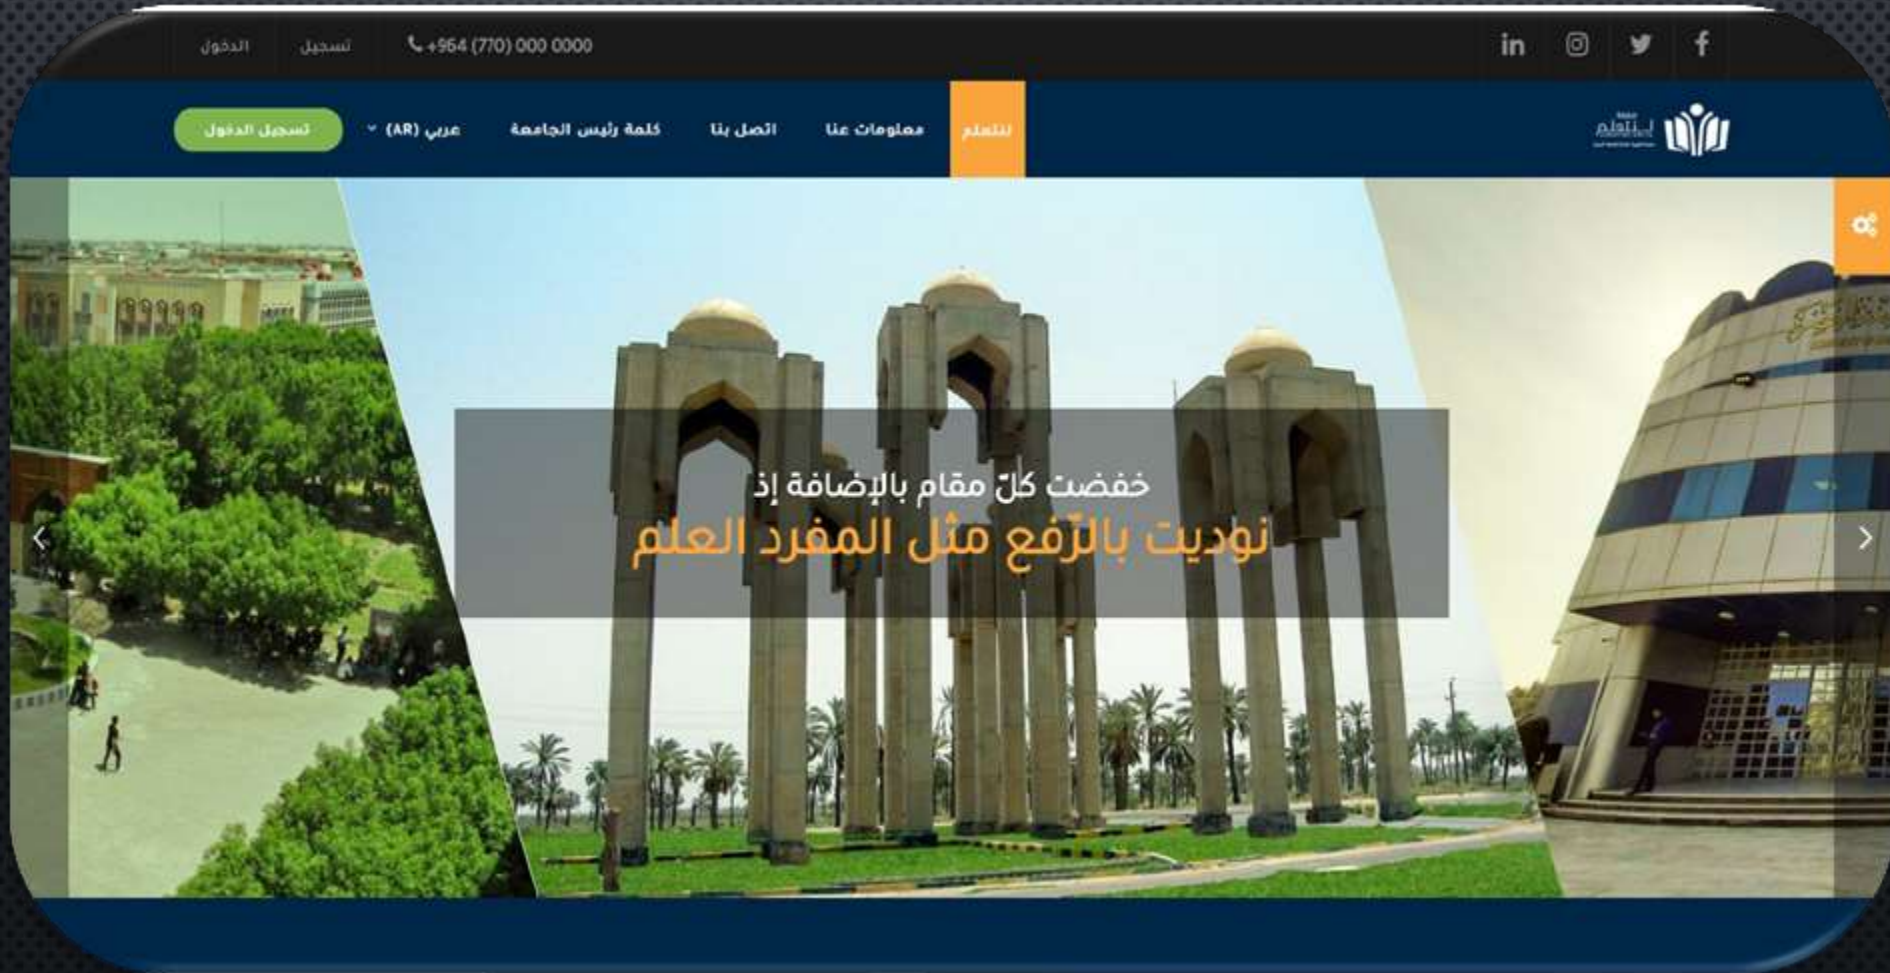 +964 (770) 000 0000
تسجيل
الدخول
لنتعلم
لنتعلم
معلومات عنا
اتصل بنا
كلمة رئيس الجامعة
عربي (AR)
تسجيل الدخول
خفضت كلّ مقام بالإضافة إذ
نوديت بالرّفع مثل المفرد العلم